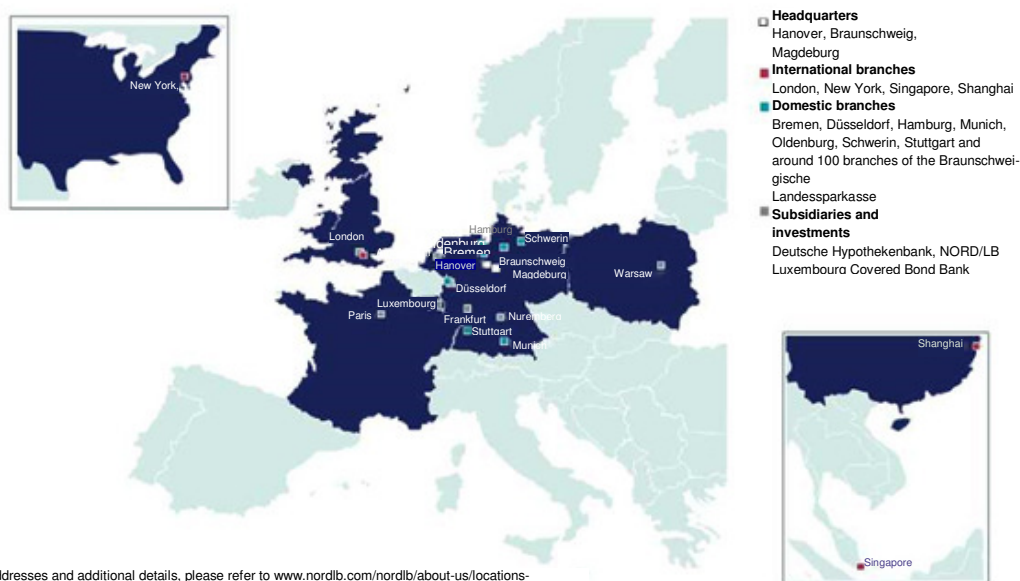 Headquarters
Hanover, Braunschweig,
Magdeburg
International branches
London, New York, Singapore, Shanghai
Domestic branches
Bremen, Düsseldorf, Hamburg, Munich,
Oldenburg, Schwerin, Stuttgart and
around 100 branches of the Braunschwei-
gische
Landessparkasse
Subsidiaries and
investments
Deutsche Hypothekenbank, NORD/LB
Luxembourg Covered Bond Bank
New York
London
Hamburg
Schwerin
denburg
Bremen
Hanover
Braunschweig
Magdeburg
Warsaw
Düsseldorf
Luxembourg
Paris
Frankfurt
Nuremberg
Stuttgart
Munich
Shanghai
Singapore
ddresses and additional details, please refer to www.nordlb.com/nordlb/about-us/locations-